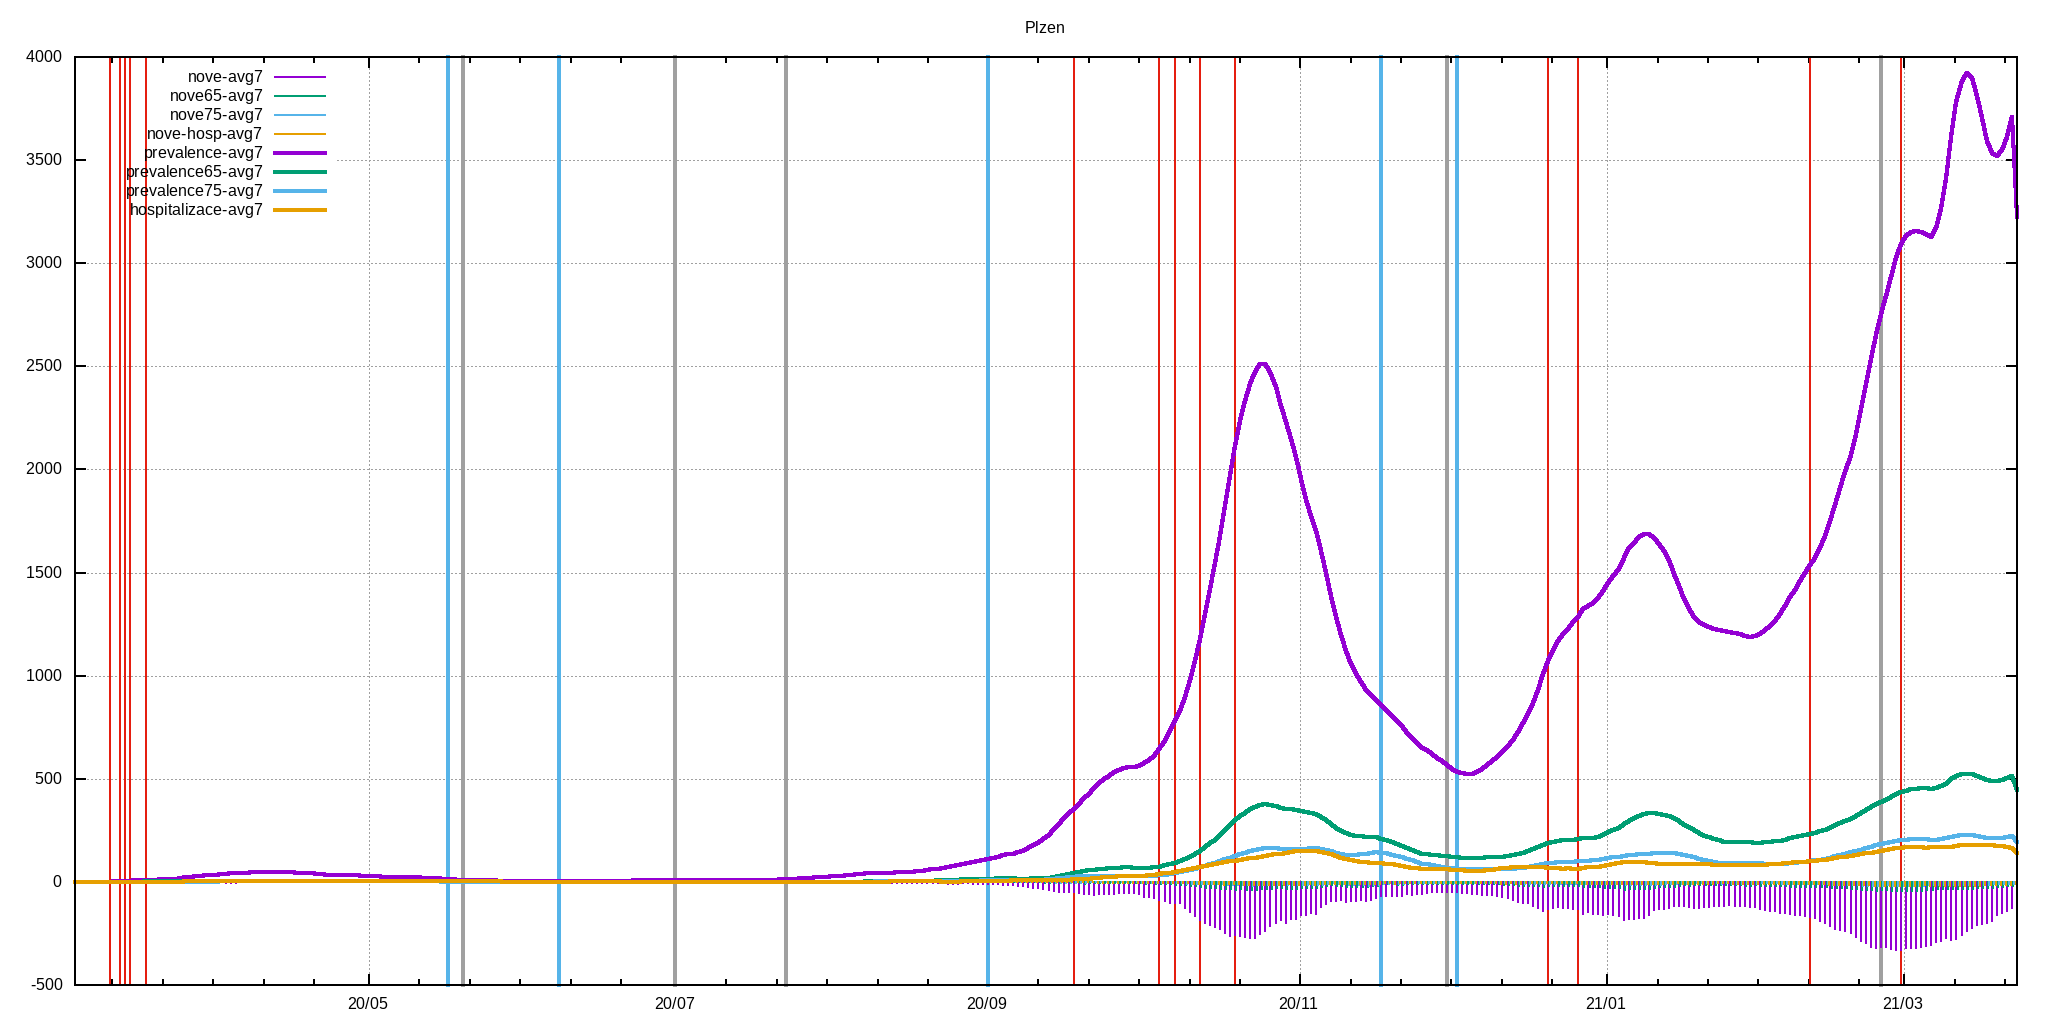 Plzen
4000
3500
3000
2500
2000
1500
1000
500
0
-500
nove-avg7
nove65-avg7
nove75-avg7
nove-hosp-avg7
prevalence-avg7
prevalence65-avg7
prevalence75-avg7
hospitalizace-avg7
20/05
20/07
20/09
20/11
21/01
21/03